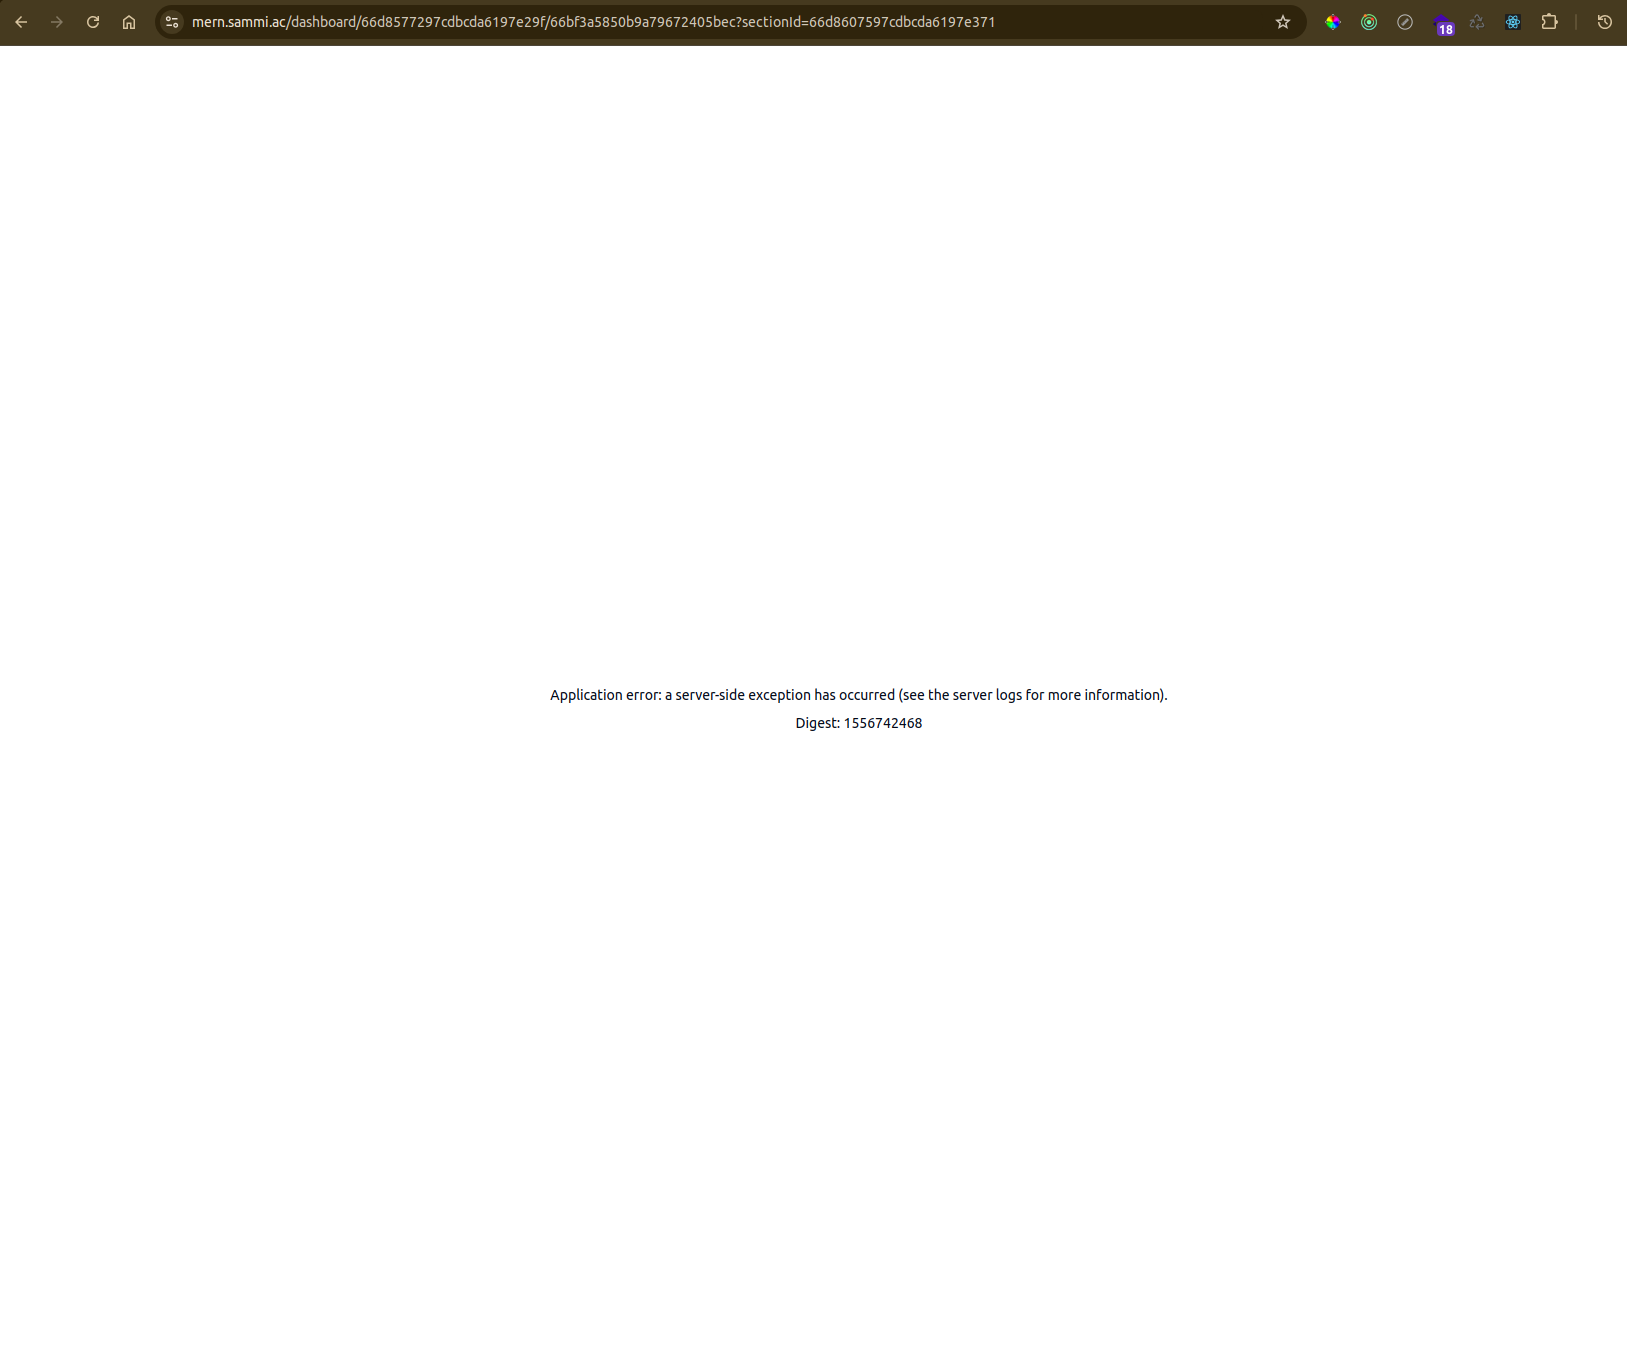 mern.sammi.ac/dashboard/66d8577297cdbcda6197e29f/66bf3a5850b9a79672405bec?sectionId=66d8607597cdbcda6197e371
18
Application error: a server-side exception has occurred (see the server logs for more information).
Digest: 1556742468